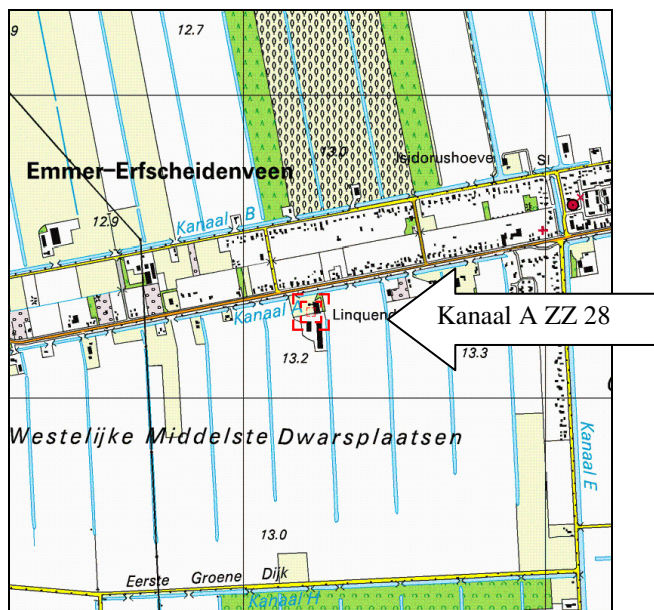 9
12.7
13.0
Isidorushoeve
Sl
Emmer-Erfscheidenveen
12.9
Kanaal B
Kanaal A
Linquend
Kanaal A ZZ 28
13.2
13.3
Westelijke Middelste Dwarsplaatsen
Kanaal E
13.0
Eerste Groene Dijk
Kanaal H